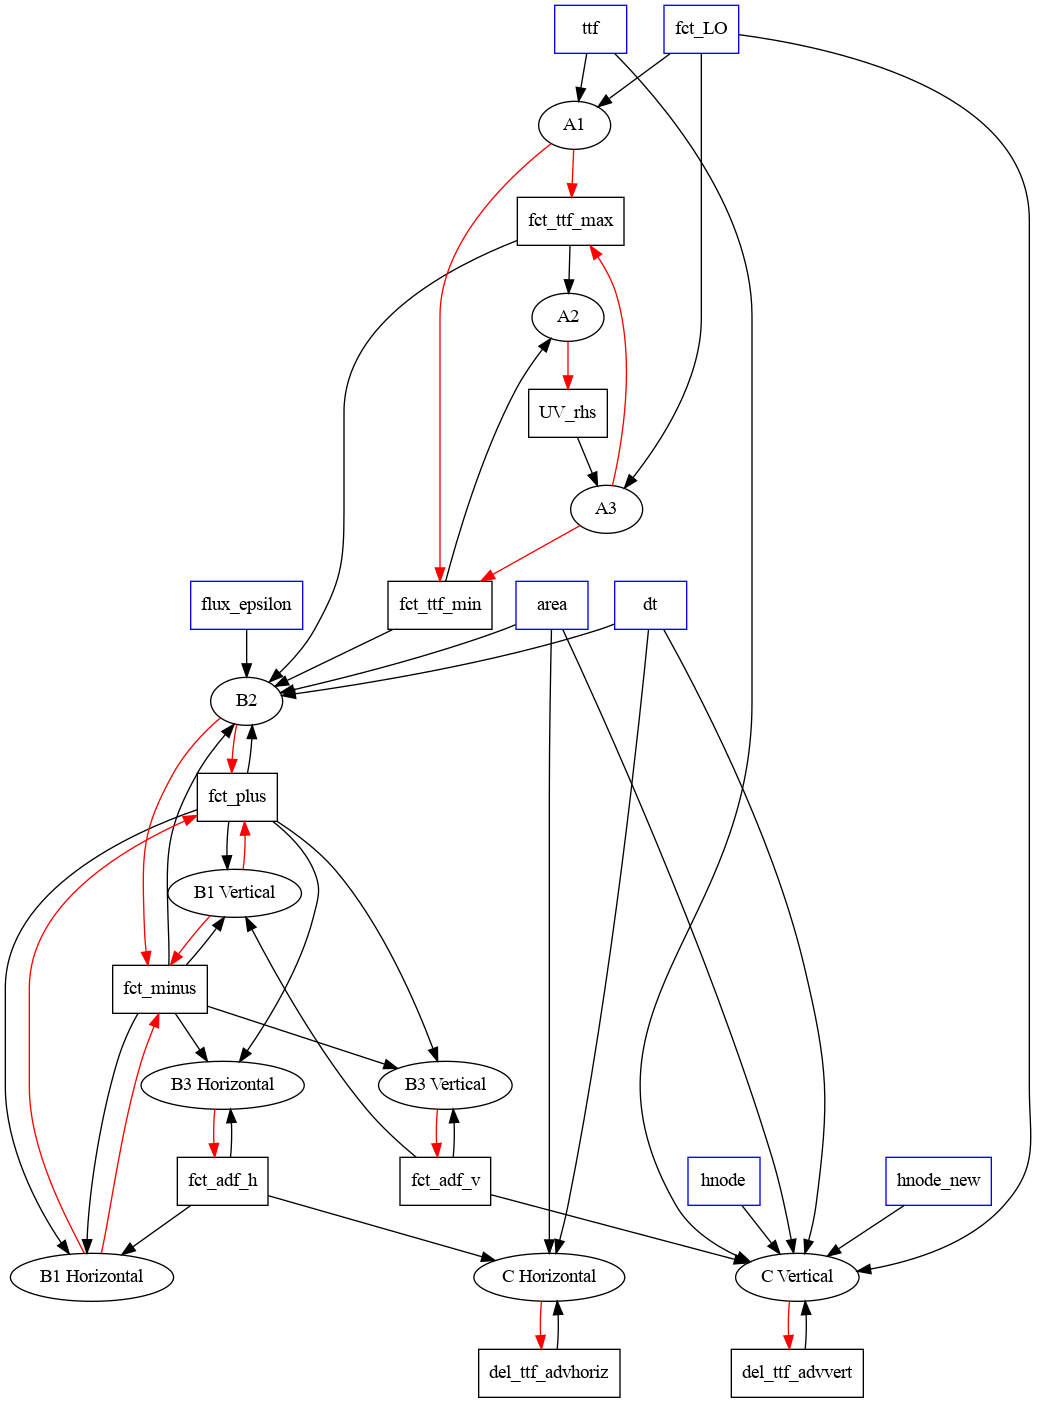 ttf
fct_LO
A1
fct_ttf_max
A2
UV_rhs
A3
flux_epsilon
fct_ttf_min
area
dt
B2
fct_plus
B1 Vertical
fct_minus
B3 Horizontal
B3 Vertical
fct_adf_h
fct_adf_v
hnode
hnode_new
B1 Horizontal
C Horizontal
C Vertical
del_ttf_advhoriz
del_ttf_advvert